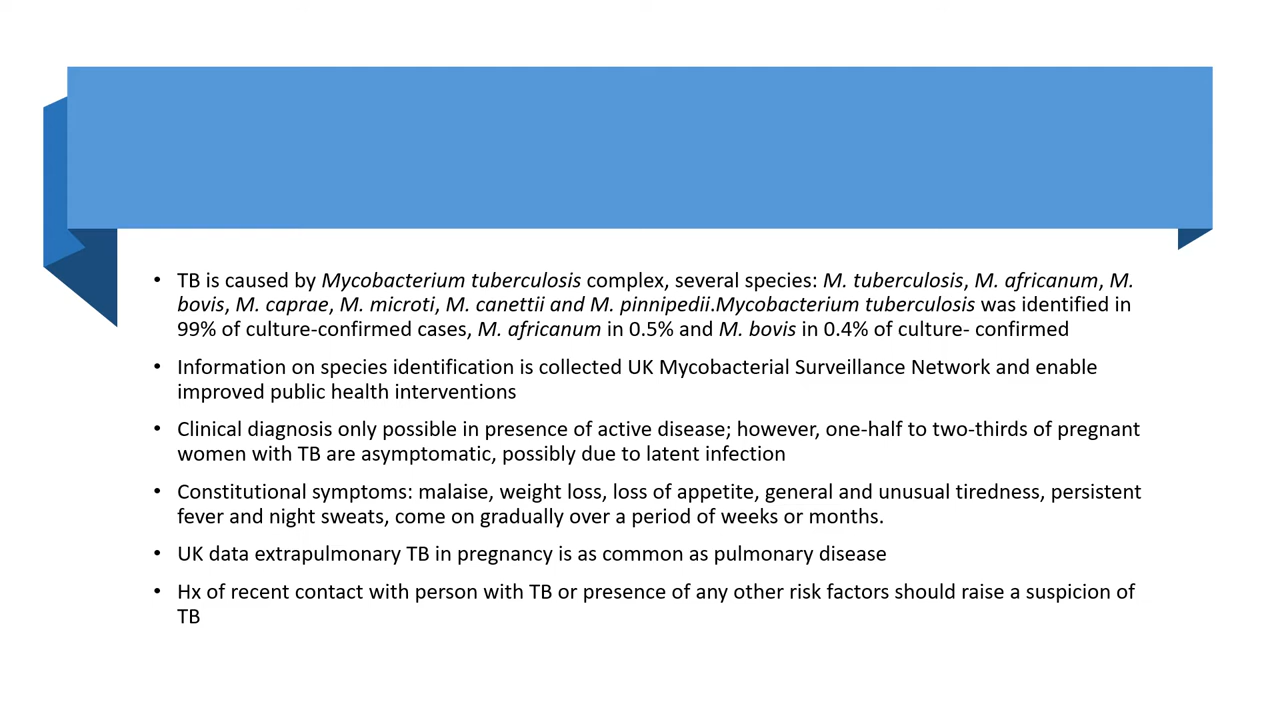 • TB is caused by Mycobacterium tuberculosis complex, several species: M. tuberculosis, M. africanum, M.
bovis, M. caprae, M. microti, M. canettii and M. pinnipedii.Mycobacterium tuberculosis was identified in
99% of culture-confirmed cases, M. africanum in 0.5% and M. bovis in 0.4% of culture- confirmed
• Information on species identification is collected UK Mycobacterial Surveillance Network and enable
improved public health interventions
• Clinical diagnosis only possible in presence of active disease; however, one-half to two-thirds of pregnant
women with TB are asymptomatic, possibly due to latent infection
• Constitutional symptoms: malaise, weight loss, loss of appetite, general and unusual tiredness, persistent
fever and night sweats, come on gradually over a period of weeks or months.
• UK data extrapulmonary TB in pregnancy is as common as pulmonary disease
• Hx of recent contact with person with TB or presence of any other risk factors should raise a suspicion of
TB